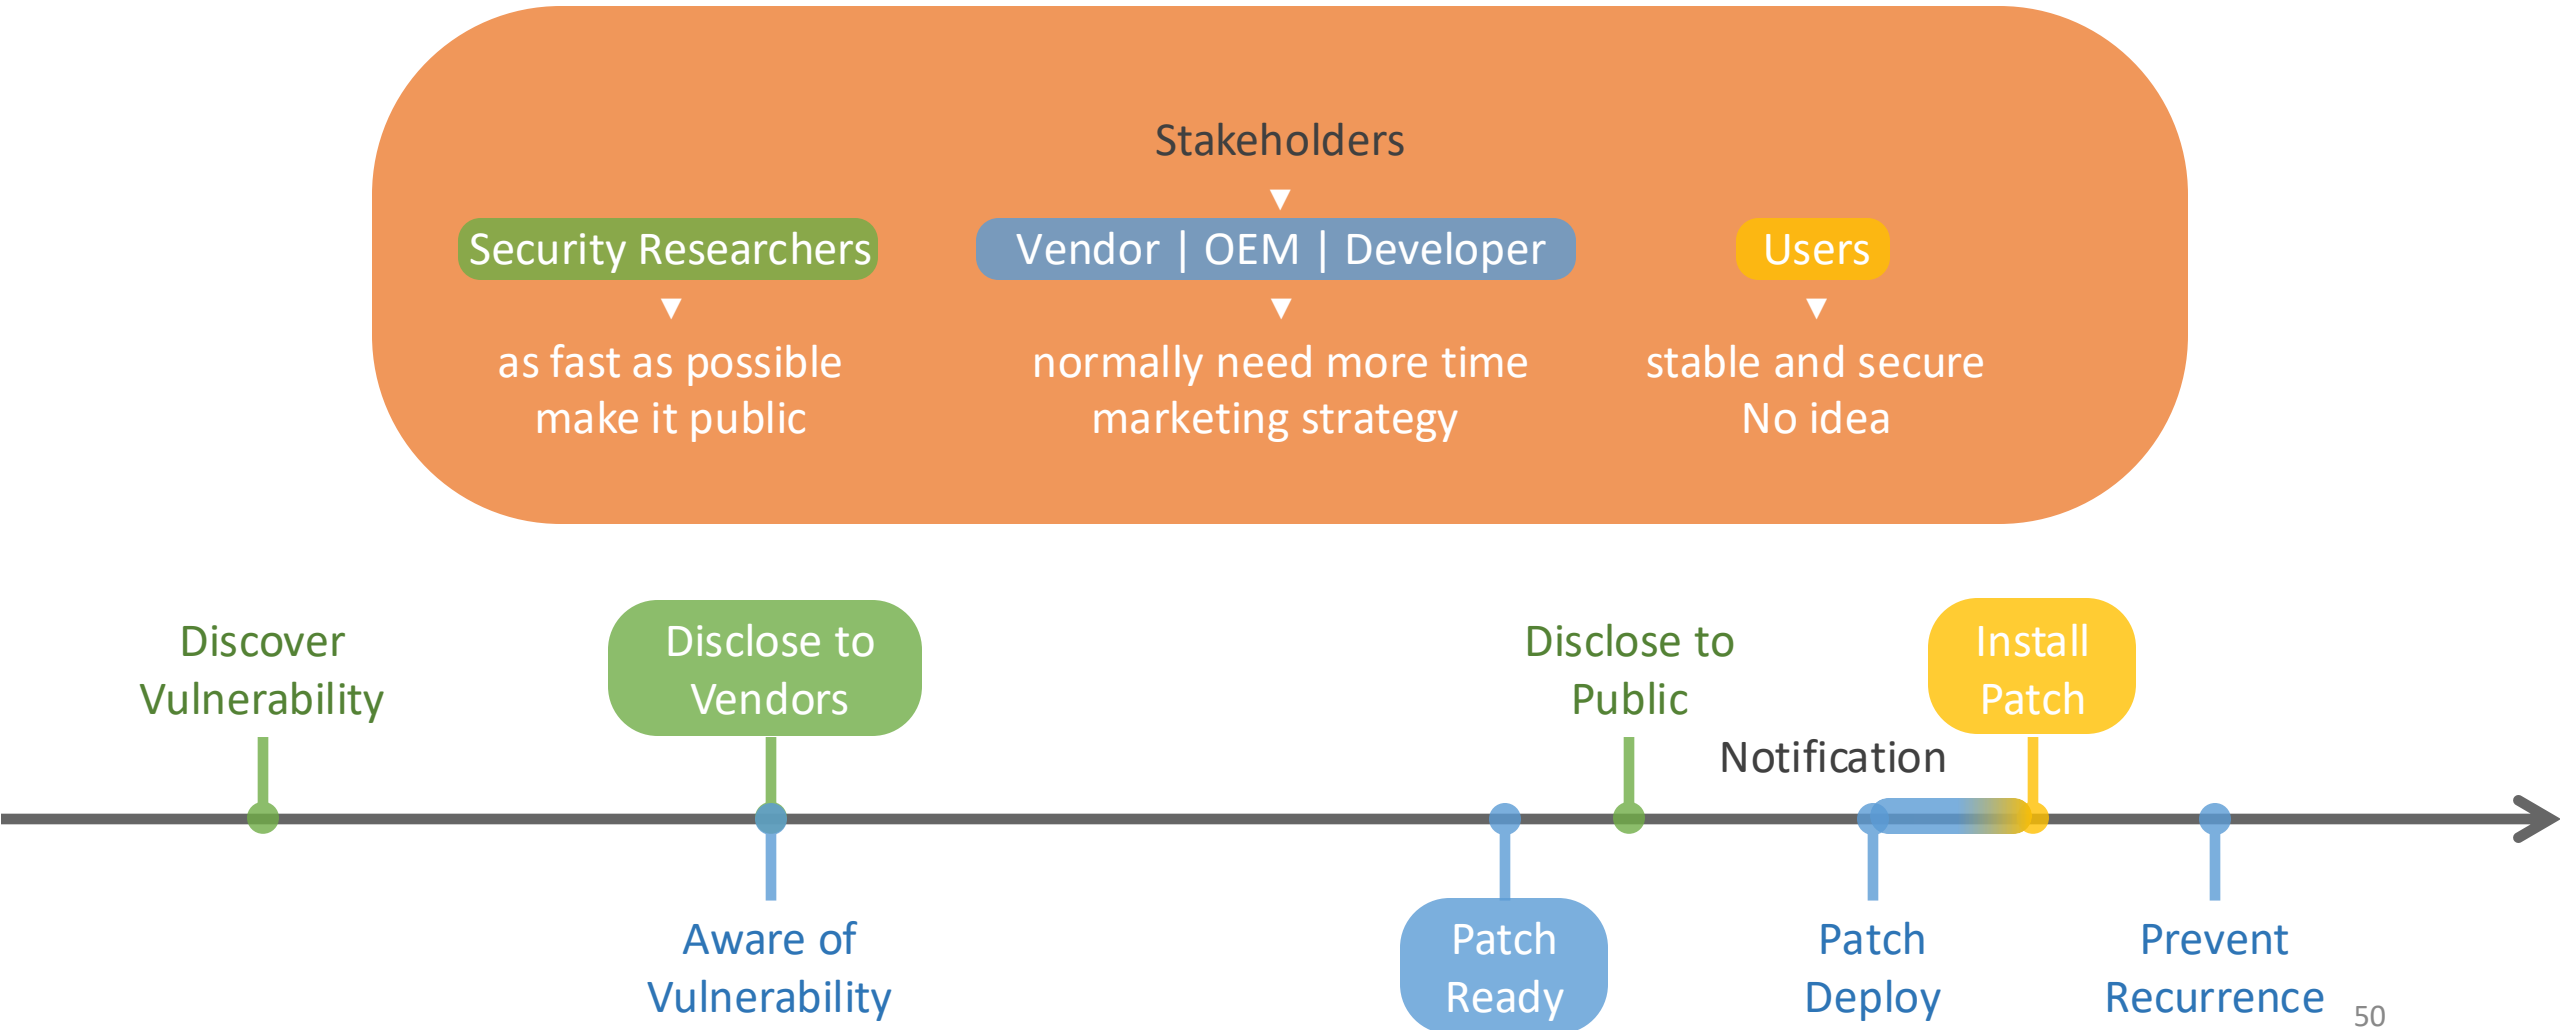 Stakeholders
Security Researchers
Vendor | OEM | Developer
Users
as fast as possible
make it public
normally need more time
marketing strategy
stable and secure
No idea
Discover
Vulnerability
Disclose to
Vendors
Disclose to
Public
Install
Patch
Notification
Aware of
Vulnerability
Patch
Ready
Patch
Deploy
Prevent
Recurrence
50